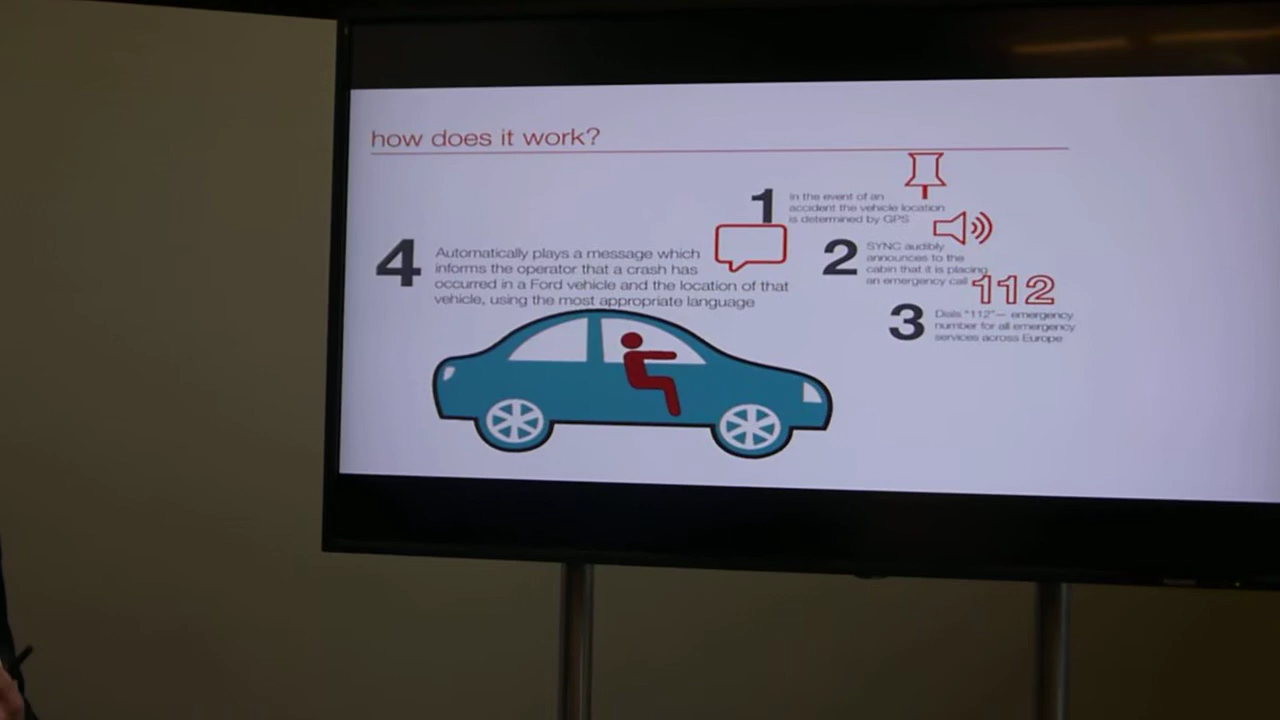 how does it work?
1
In the event of an
accident the vehicle location
is determined by GPS
2
SYNC audibly
announces to the
cabin that it is placing
an emergency call
112
3
Dials "112"— emergency
number for all emergency
services across Europe
4
Automatically plays a message which
informs the operator that a crash has
occurred in a Ford vehicle and the location of that
vehicle, using the most appropriate language